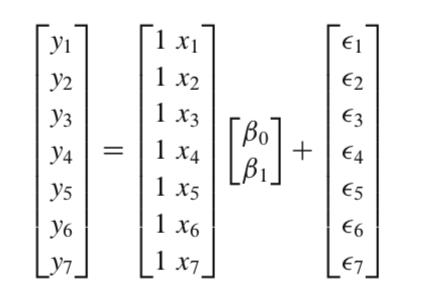 y1 1 x1 ϵ1
y2 1 x2 ϵ2
y3 1 x3 ϵ3
y4 = 1 x4 β0 + ϵ4
y5 1 x5 β1 ϵ5
y6 1 x6 ϵ6
y7 1 x7 ϵ7